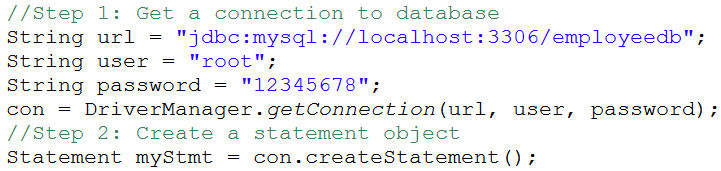 //Step 1: Get a connection to database
String url = "jdbc:mysql://localhost:3306/employeedb";
String user = "root";
String password = "12345678";
con = DriverManager.getConnection(url, user, password);
//Step 2: Create a statement object
Statement myStmt = con.createStatement();